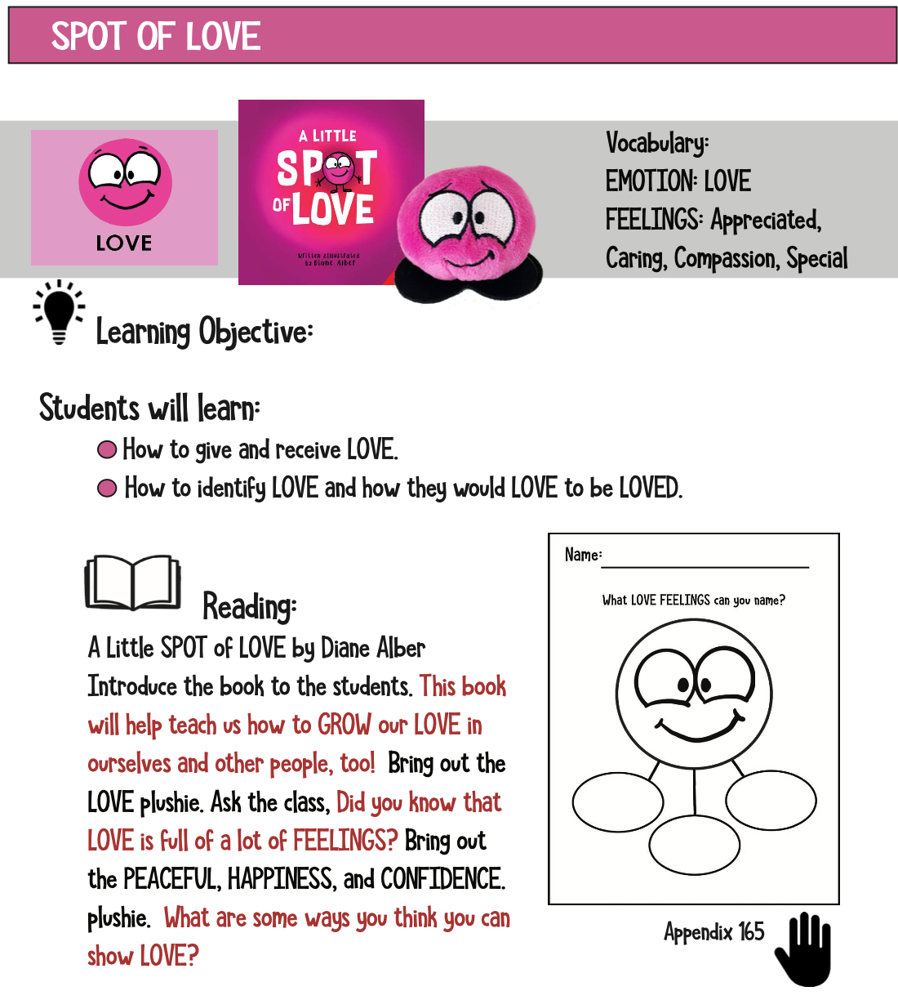 SPOT OF LOVE
LOVE
A LITTLE
SPOT
OF LOVE
Written & Illustrated
by Diane Alber
Vocabulary:
EMOTION: LOVE
FEELINGS: Appreciated,
Caring, Compassion, Special
Learning Objective:
Students will learn:
How to give and receive LOVE.
How to identify LOVE and how they would LOVE to be LOVED.
Reading:
A Little SPOT of LOVE by Diane Alber
Introduce the book to the students. This book
will help teach us how to GROW our LOVE in
ourselves and other people, too! Bring out the
LOVE plushie. Ask the class, Did you know that
LOVE is full of a lot of FEELINGS? Bring out
the PEACEFUL, HAPPINESS, and CONFIDENCE.
plushie. What are some ways you think you can
show LOVE?
Name:
What LOVE FEELINGS can you name?
Appendix 165